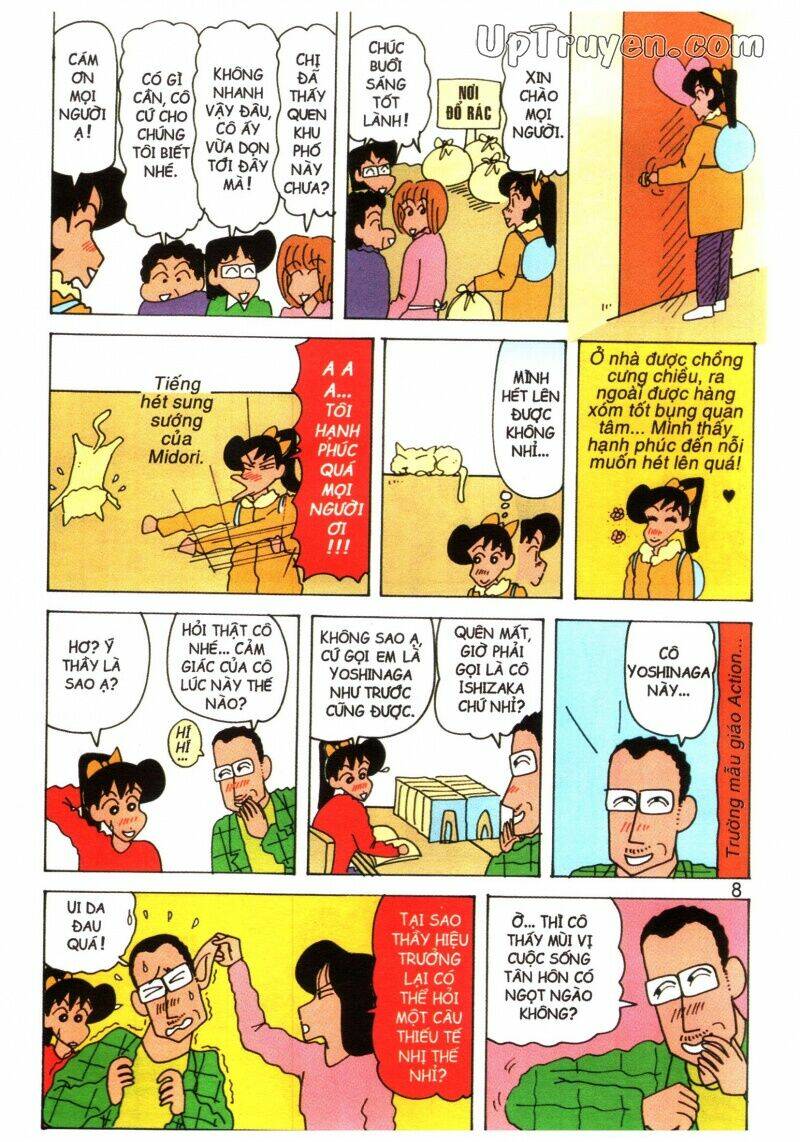 UpTruyen.com
XIN
CHÀO
MỌI
NGƯỜI.
NƠI
ĐỔ RÁC
CHÚC
BUỔI
SÁNG
TỐT
LÀNH!
CHỊ
ĐÃ
THẤY
QUEN
KHU
PHỐ
NÀY
CHƯA?
KHÔNG
NHANH
VẬY ĐÂU,
CÔ ẤY
VỪA DỌN
TỚI ĐÂY
MÀ!
CÓ GÌ
CẦN, CÔ
CỨ CHO
CHÚNG
TÔI BIẾT
NHÉ.
CẢM
ƠN
MỌI
NGƯỜI
Ạ!
Ở nhà được chồng
cưng chiều, ra
ngoài được hàng
xóm tốt bụng quan
tâm... Mình thấy
hạnh phúc đến nỗi
muốn hét lên quá!
MÌNH
HÉT LÊN
ĐƯỢC
KHÔNG
NHỈ...
A A
A...
TÔI
HẠNH
PHÚC
QUÁ
MỌI
NGƯỜI
ƠI
!!!
Tiếng
hét sung
sướng
của
Midori.
Trường mẫu giáo Action...
CÔ
YOSHINAGA
NÀY...
QUÊN MẤT,
GIỜ PHẢI
GỌI LÀ CÔ
ISHIZAKA
CHỨ NHỈ?
KHÔNG SAO Ạ,
CỨ GỌI EM LÀ
YOSHINAGA
NHƯ TRƯỚC
CŨNG ĐƯỢC.
HỎI THẬT CÔ
NHÉ... CẢM
GIÁC CỦA CÔ
LÚC NÀY THẾ
NÀO?
HÍ
HÍ...
HƠ? Ý
THẦY LÀ
SAO Ạ?
8
Ờ... THÌ CÔ
THẤY MÙI VỊ
CUỘC SỐNG
TÂN HÔN CÓ
NGỌT NGÀO
KHÔNG?
TẠI SAO
THẦY HIỆU
TRƯỞNG
LẠI CÓ
THỂ HỎI
MỘT CÂU
THIẾU TẾ
NHỊ THẾ
NHỈ?
UI DA
ĐAU
QUÁ!